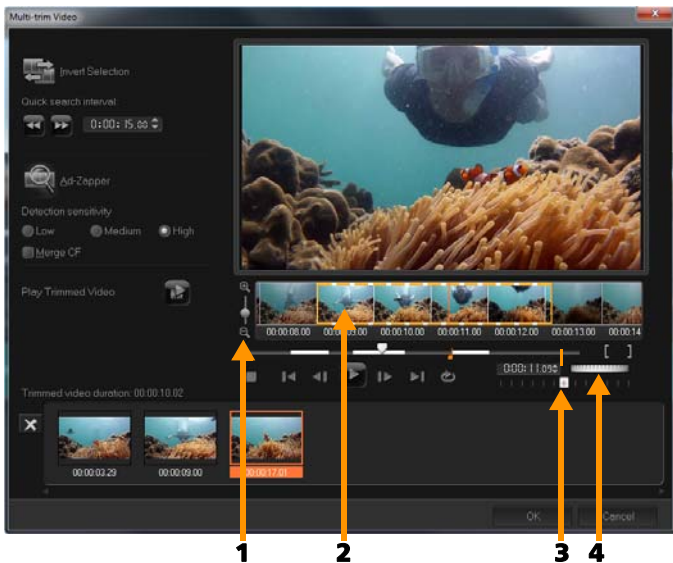 Multi-trim Video
Invert Selection
Quick search interval
0:00:15.00
Ad-Zapper
Detection sensitivity
Low Medium High
Merge CF
Play Trimmed Video
00:00:08.00 00:00:09.00 00:00:10.00 00:00:11.00 00:00:12.00 00:00:13.00 00:00:14
[ ]
0:00:11.09
Trimmed video duration: 00:00:10.02
00:00:03.29 00:00:09.00 00:00:17.01
OK Cancel
1 2 3 4